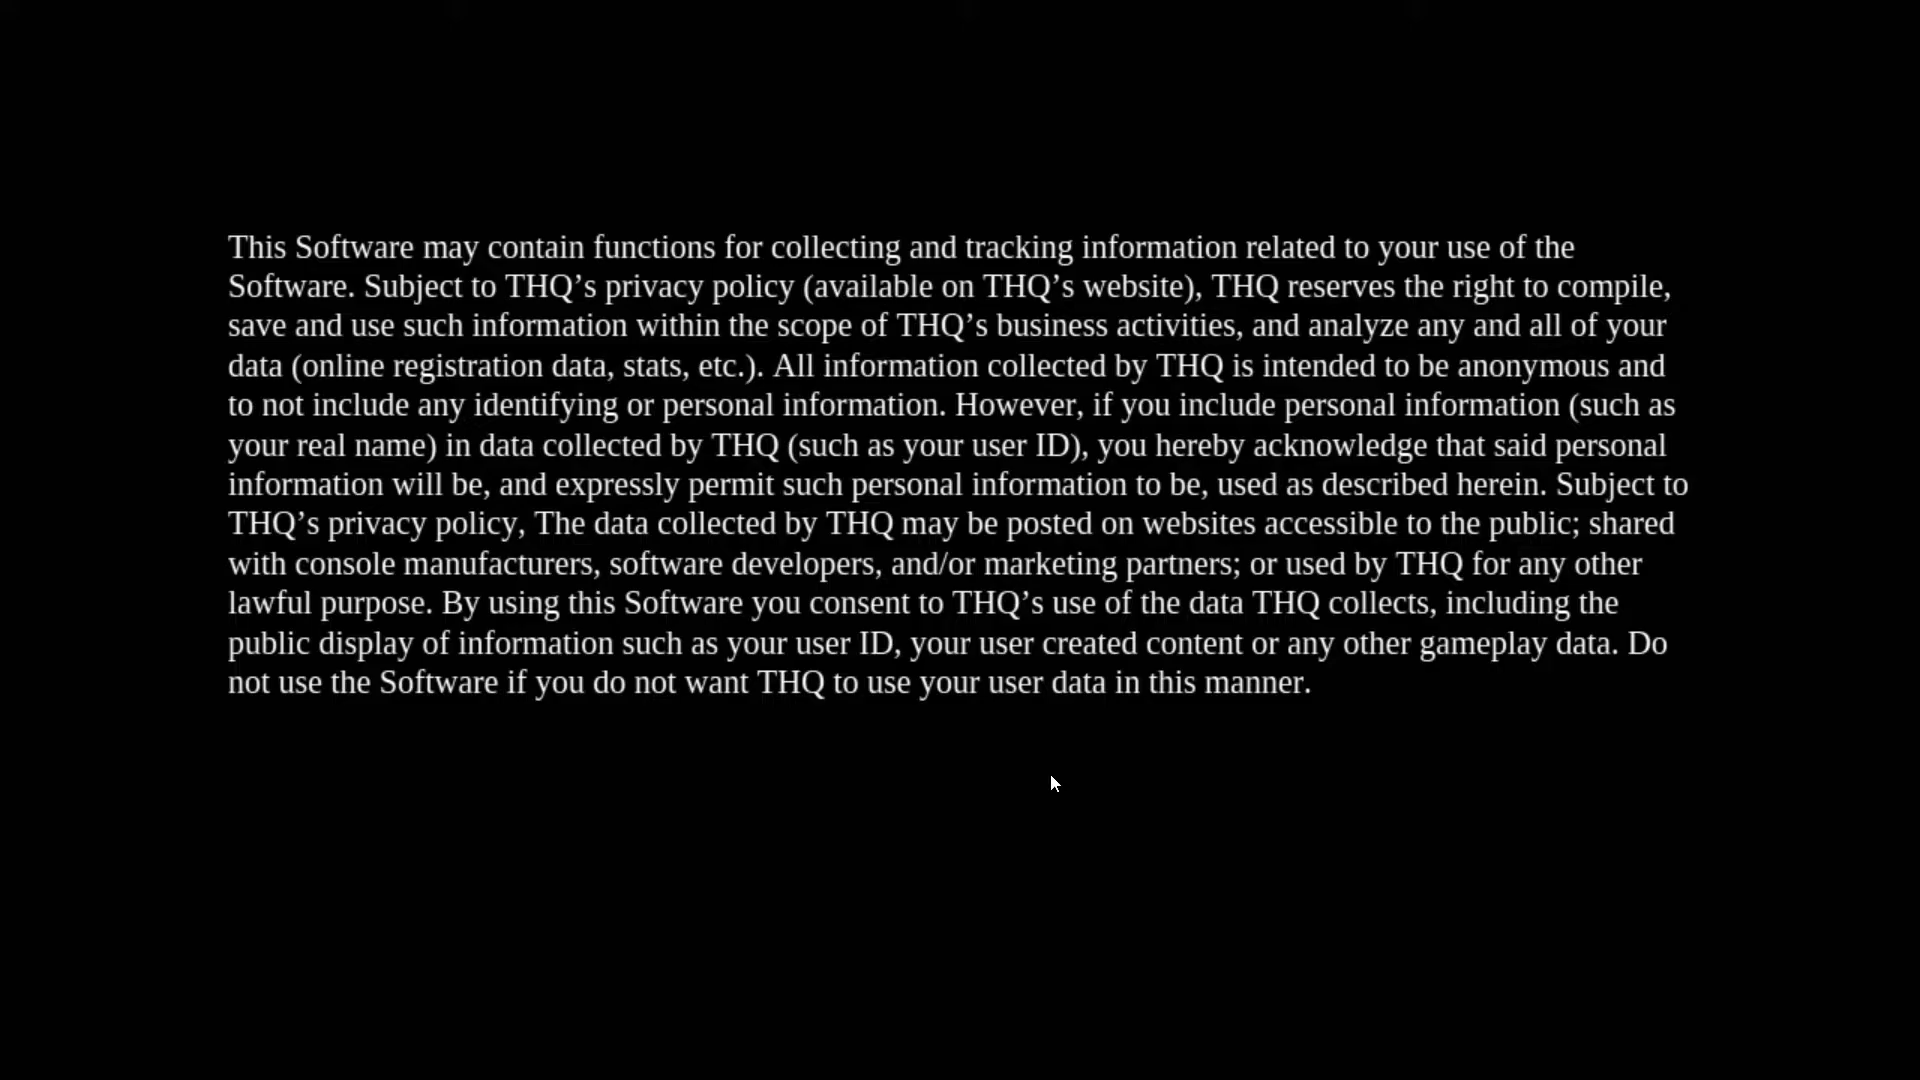 This Software may contain functions for collecting and tracking information related to your use of the
Software. Subject to THQ’s privacy policy (available on THQ’s website), THQ reserves the right to compile,
save and use such information within the scope of THQ’s business activities, and analyze any and all of your
data (online registration data, stats, etc.). All information collected by THQ is intended to be anonymous and
to not include any identifying or personal information. However, if you include personal information (such as
your real name) in data collected by THQ (such as your user ID), you hereby acknowledge that said personal
information will be, and expressly permit such personal information to be, used as described herein. Subject to
THQ’s privacy policy, The data collected by THQ may be posted on websites accessible to the public; shared
with console manufacturers, software developers, and/or marketing partners; or used by THQ for any other
lawful purpose. By using this Software you consent to THQ’s use of the data THQ collects, including the
public display of information such as your user ID, your user created content or any other gameplay data. Do
not use the Software if you do not want THQ to use your user data in this manner.